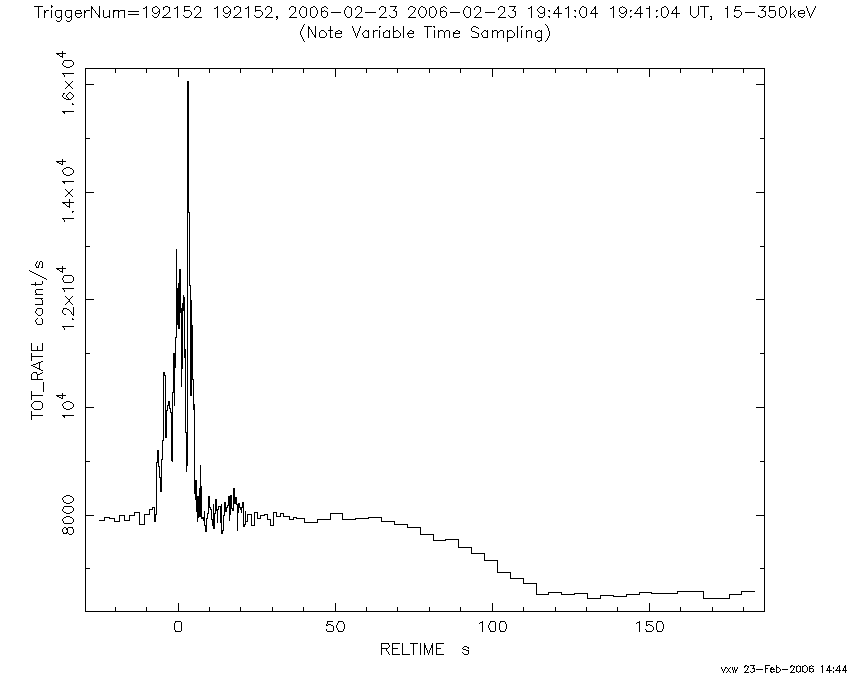 TriggerNum=192152 192152, 2006-02-23 2006-02-23 19:41:04 19:41:04 UT, 15-350keV
(Note Variable Time Sampling)
1.6×10⁴
1.4×10⁴
1.2×10⁴
10⁴
8000
TOT_RATE count/s
0 50 100 150
RELTIME s
vxw 23-Feb-2006 14:44